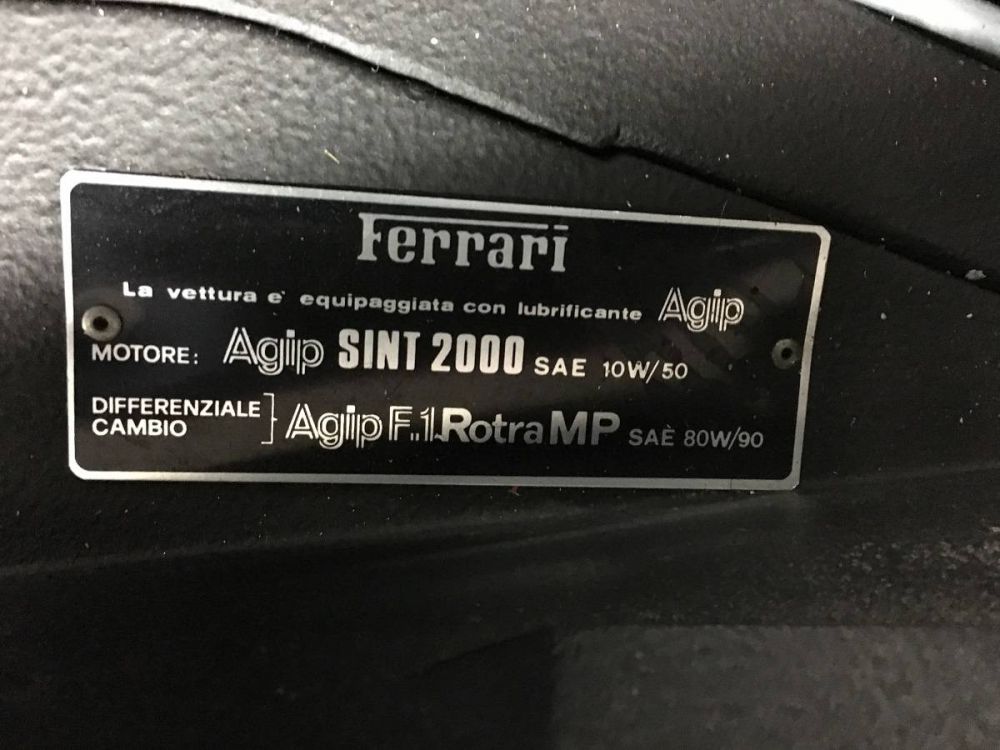 Ferrari
La vettura e' equipaggiata con lubrificante Agip
MOTORE: Agip SINT 2000 SAE 10W/50
DIFFERENZIALE
CAMBIO
Agip F.1.Rotra MP SAÈ 80W/90